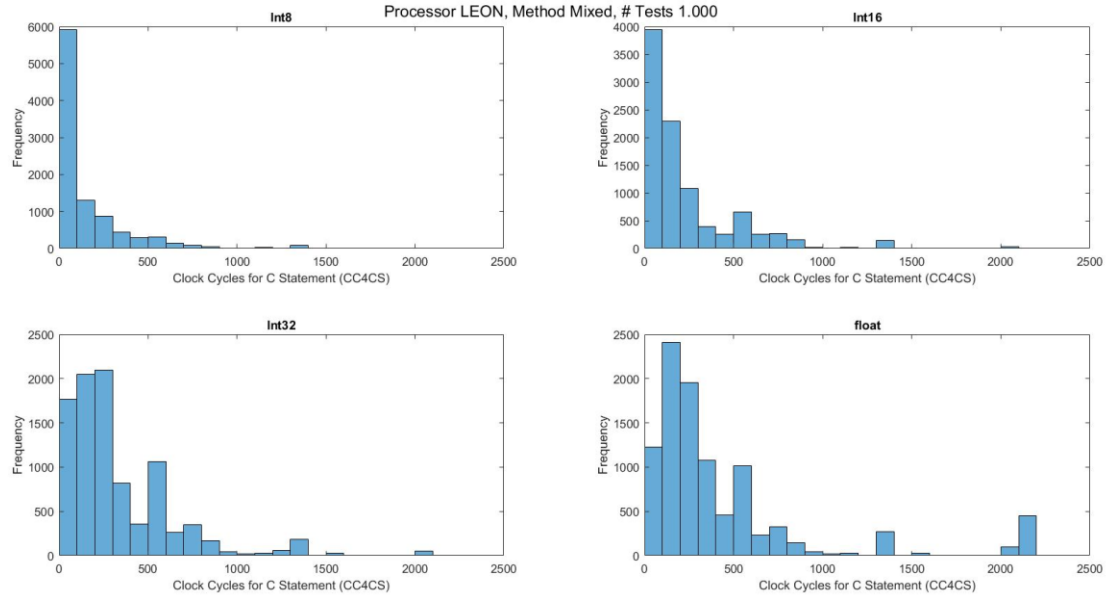 Processor LEON, Method Mixed, # Tests 1.000
Int8
6000
5000
4000
3000
2000
1000
0
Frequency
0 500 1000 1500 2000 2500
Clock Cycles for C Statement (CC4CS)
Int16
4000
3500
3000
2500
2000
1500
1000
500
0
Frequency
0 500 1000 1500 2000 2500
Clock Cycles for C Statement (CC4CS)
Int32
2500
2000
1500
1000
500
0
Frequency
0 500 1000 1500 2000 2500
Clock Cycles for C Statement (CC4CS)
float
2500
2000
1500
1000
500
0
Frequency
0 500 1000 1500 2000 2500
Clock Cycles for C Statement (CC4CS)